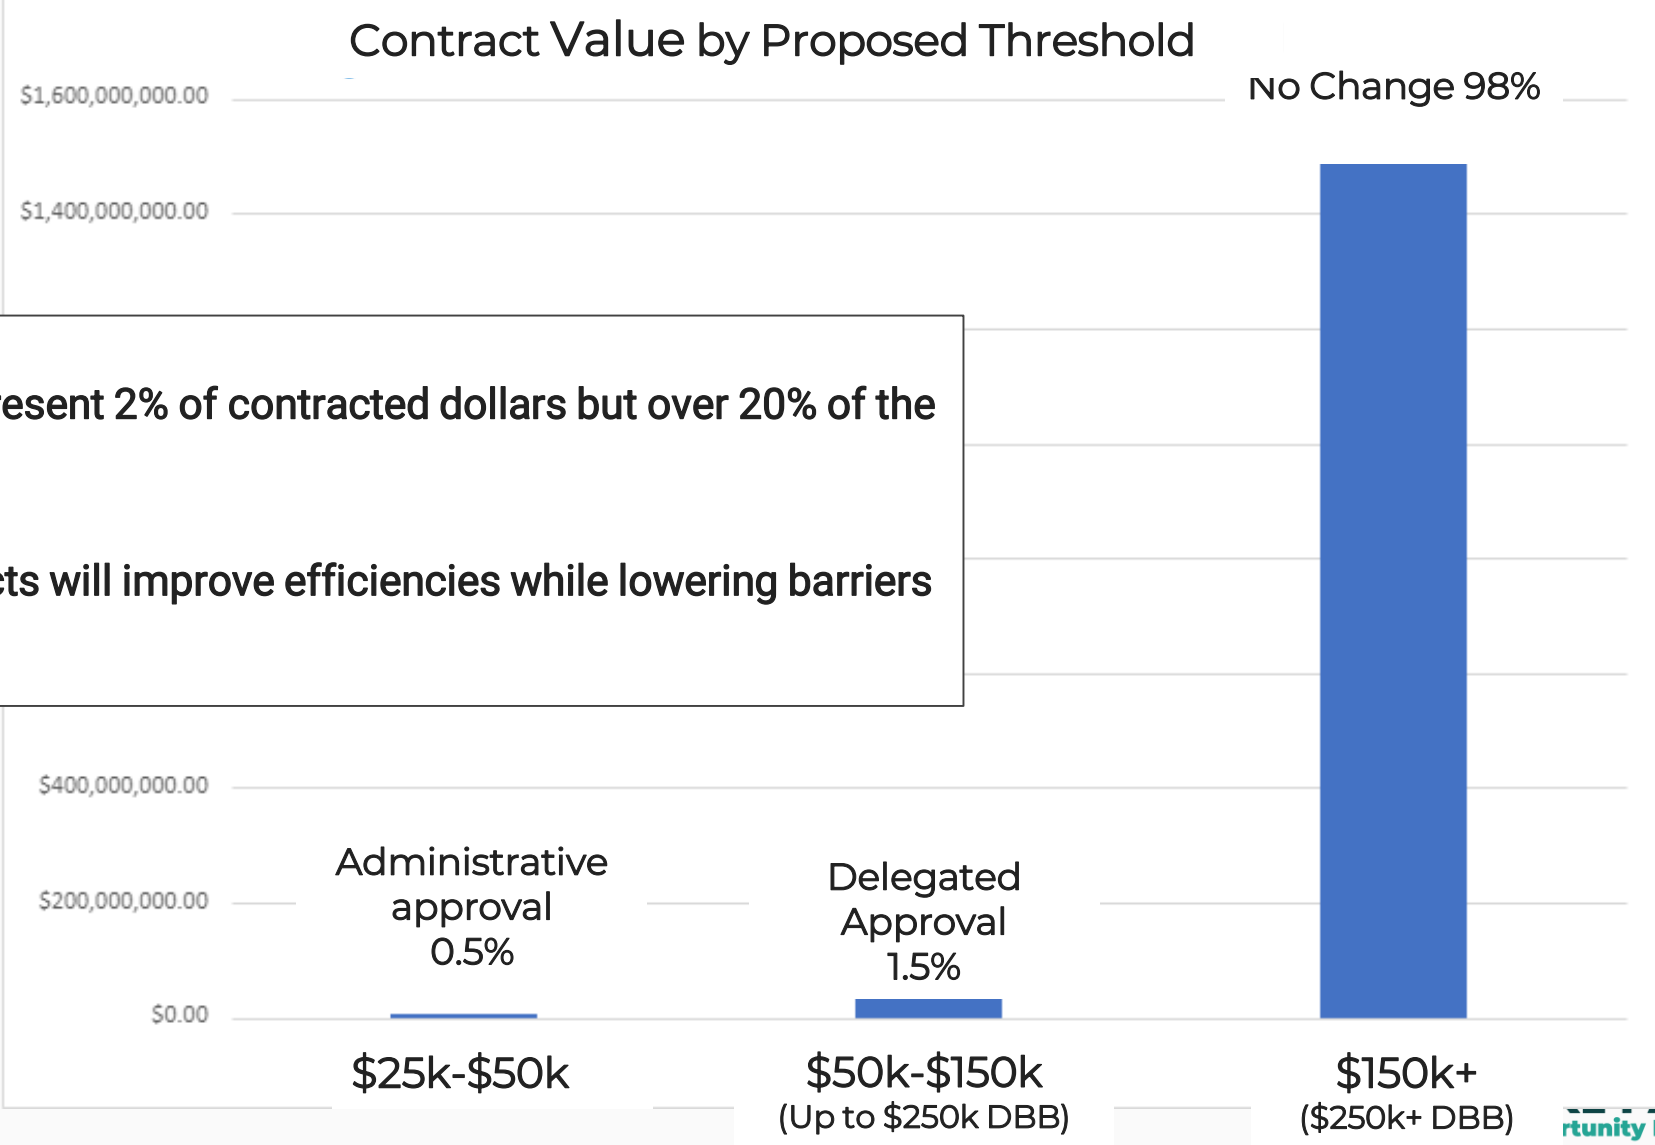 Contract Value by Proposed Threshold
No Change 98%
$1,600,000,000.00
$1,400,000,000.00
2% of contracted dollars but over 20% of the
will improve efficiencies while lowering barriers
$400,000,000.00
Administrative
approval
0.5%
Delegated
Approval
1.5%
$200,000,000.00
$0.00
$25k-$50k
$50k-$150k
(Up to $250k DBB)
$150k+
($250k+ DBB)